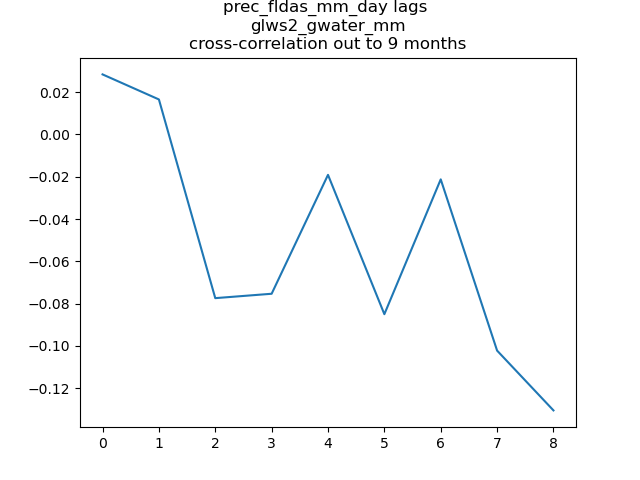 prec_fldas_mm_day lags
glws2_gwater_mm
cross-correlation out to 9 months
0.02
0.00
−0.02
−0.04
−0.06
−0.08
−0.10
−0.12
0 1 2 3 4 5 6 7 8